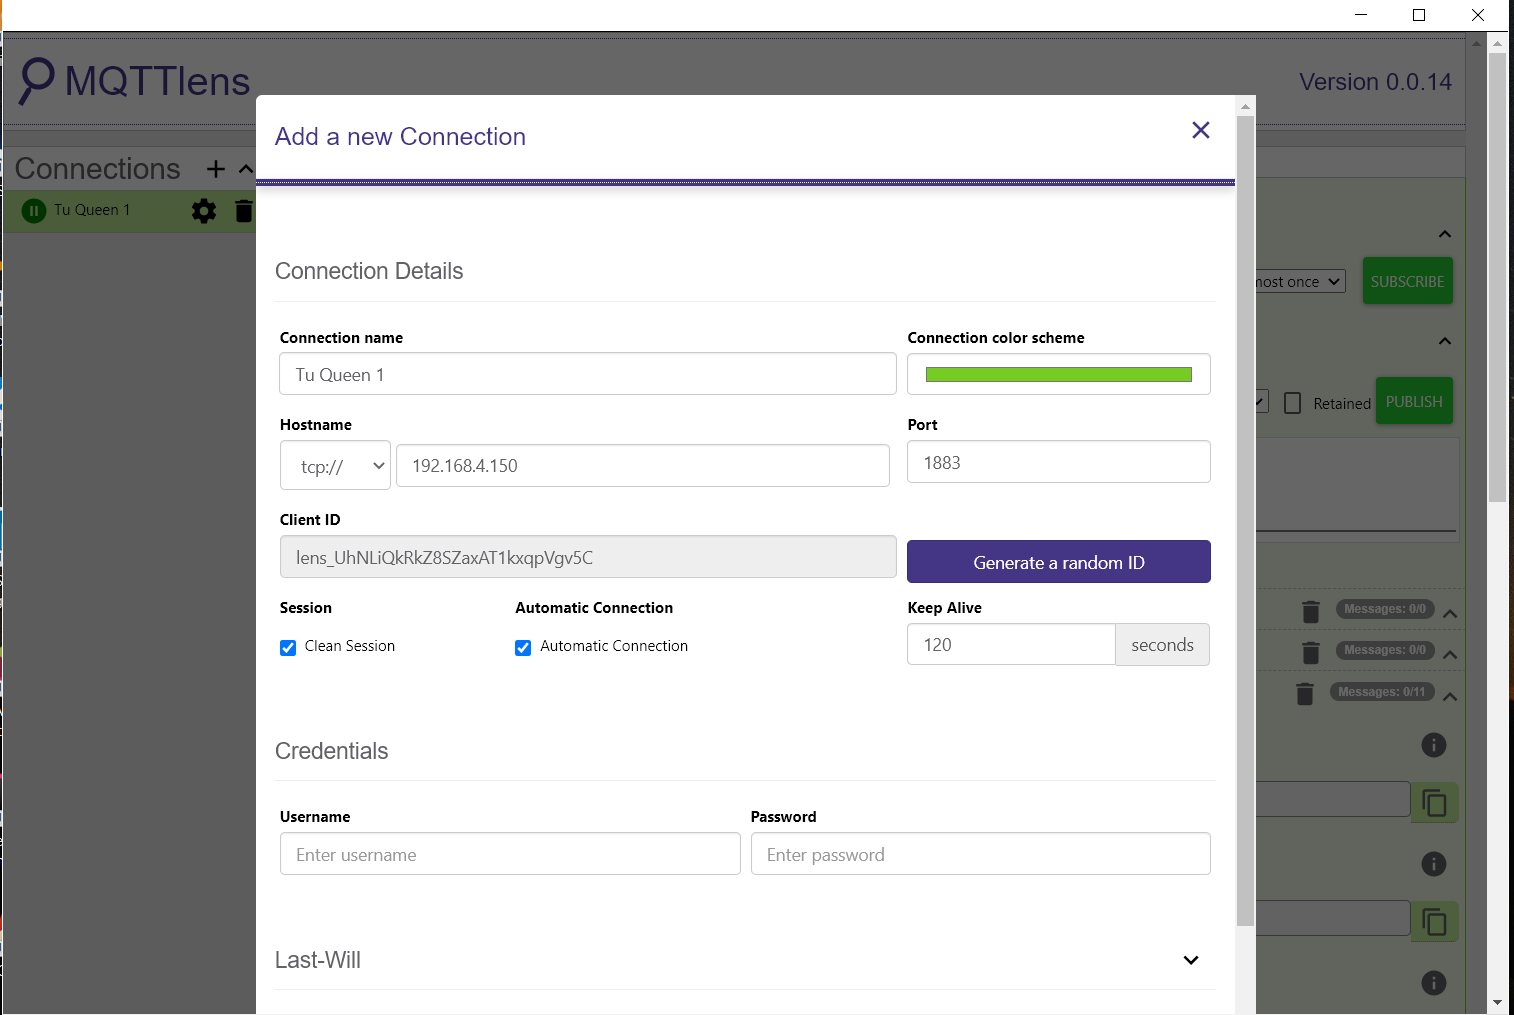 MQTTlens
Version 0.0.14
Add a new Connection
Connections
Tu Queen 1
Connection Details
Connection name
Connection color scheme
Tu Queen 1
most once
SUBSCRIBE
Hostname
Port
tcp://
192.168.4.150
1883
Retained
PUBLISH
Client ID
lens_UhNLiQkRkZ8SZaxAT1kxqpVgv5C
Generate a random ID
Session
Automatic Connection
Keep Alive
Clean Session
Automatic Connection
120
seconds
Messages: 0/0
Messages: 0/0
Messages: 0/11
Credentials
Username
Password
Enter username
Enter password
Last-Will